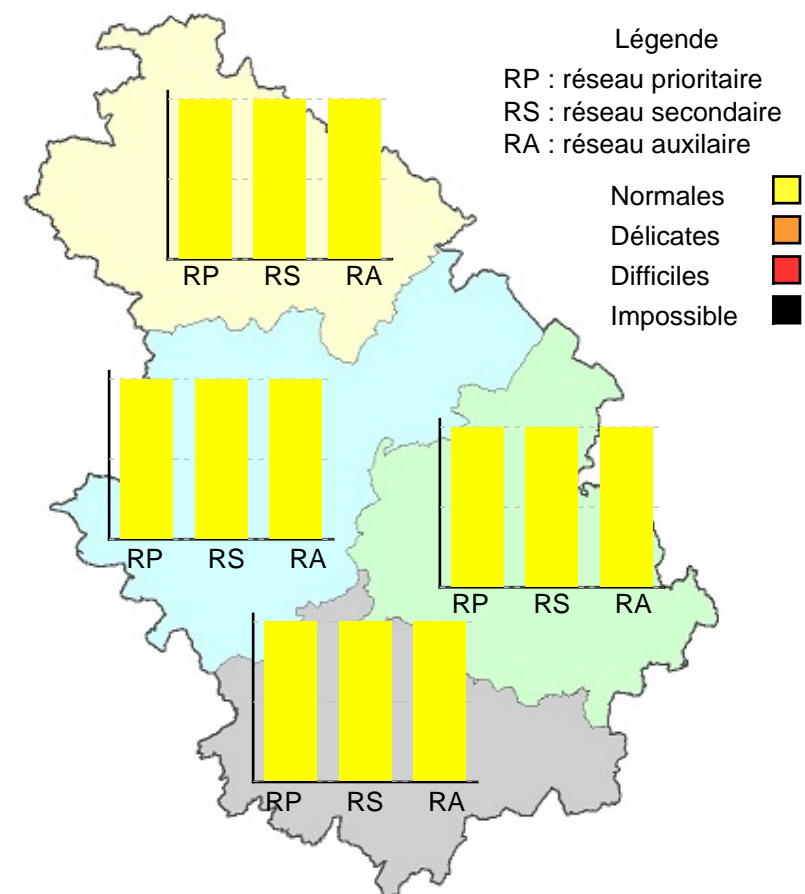 Légende
RP : réseau prioritaire
RS : réseau secondaire
RA : réseau auxilaire
Normales
Délicates
Difficiles
Impossible
RP RS RA
RP RS RA
RP RS RA
RP RS RA